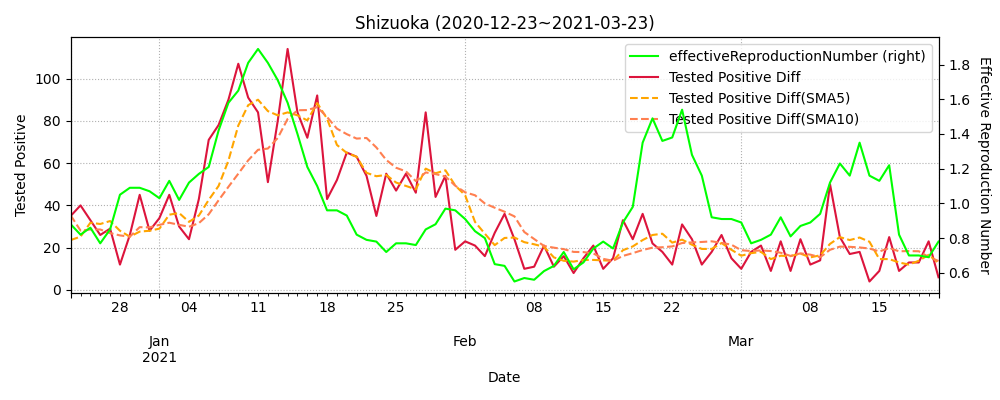 Shizuoka (2020-12-23~2021-03-23)
effectiveReproductionNumber (right)
Tested Positive Diff
Tested Positive Diff(SMA5)
Tested Positive Diff(SMA10)
Tested Positive
100
80
60
40
20
0
1.8
1.6
1.4
1.2
1.0
0.8
0.6
Effective Reproduction Number
28 04 11 18 25 08 15 22 08 15
Jan Feb Mar
2021
Date